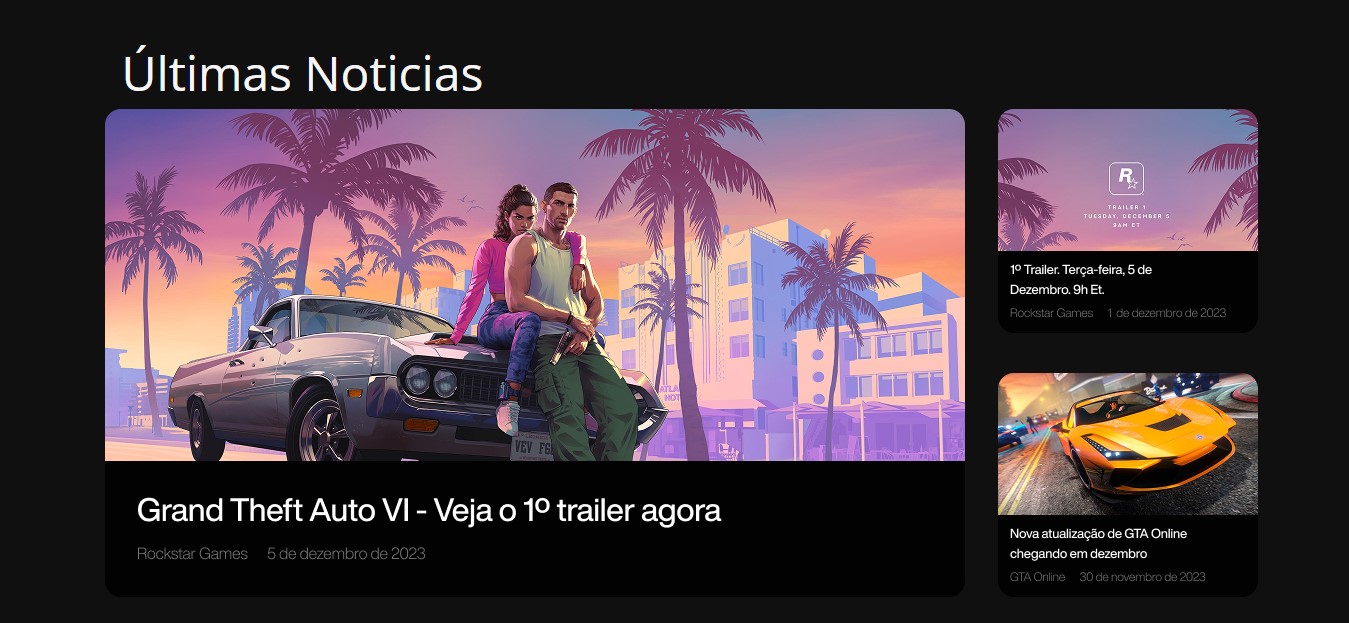 Últimas Noticias
Grand Theft Auto VI - Veja o 1º trailer agora
Rockstar Games 5 de dezembro de 2023
R
TRAILER 1
TUESDAY, DECEMBER 5
9AM ET
1º Trailer. Terça-feira, 5 de
Dezembro. 9h Et.
Rockstar Games 1 de dezembro de 2023
Nova atualização de GTA Online
chegando em dezembro
GTA Online 30 de novembro de 2023